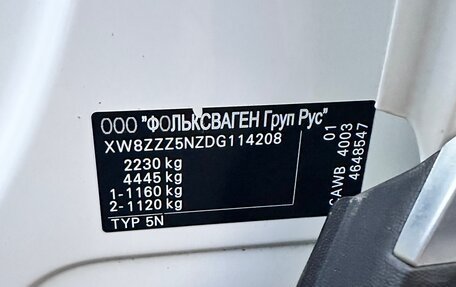 ООО "ФОЛЬКСВАГЕН Груп Рус"
XW8ZZZ5NZDG114208
2230 kg
4445 kg
1-1160 kg
2-1120 kg
TYP 5N
01
CAWB 4003
4648547